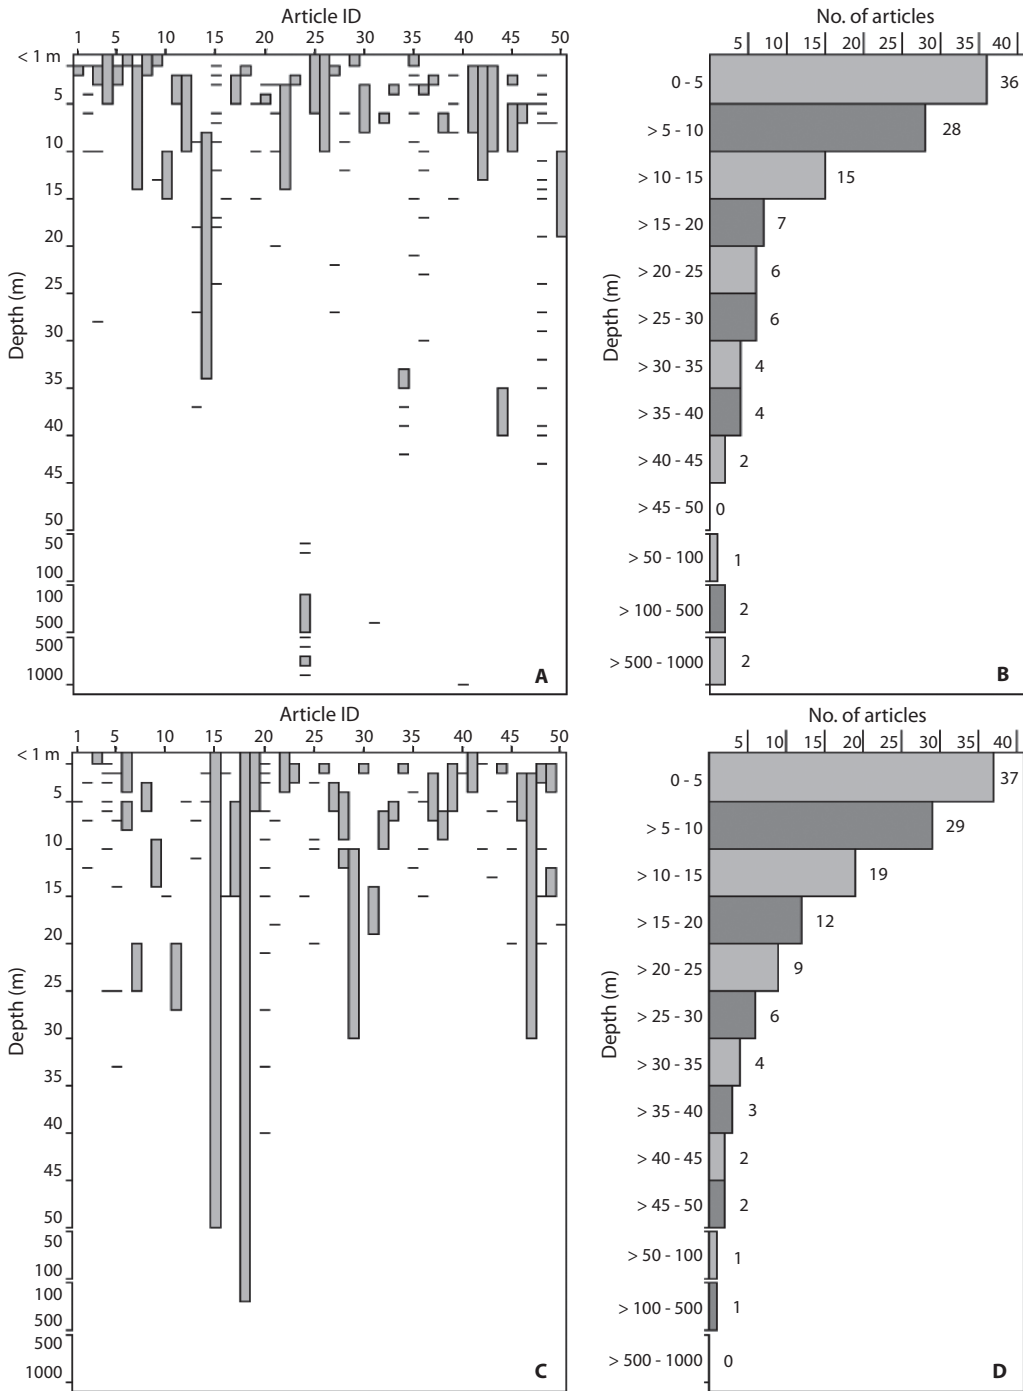 Article ID
1 5 10 15 20 25 30 35 40 45 50
Depth (m)
< 1 m
5
10
15
20
25
30
35
40
45
50
50
100
100
500
500
1000
A
No. of articles
5 10 15 20 25 30 35 40
Depth (m)
0 - 5 36
> 5 - 10 28
> 10 - 15 15
> 15 - 20 7
> 20 - 25 6
> 25 - 30 6
> 30 - 35 4
> 35 - 40 4
> 40 - 45 2
> 45 - 50 0
> 50 - 100 1
> 100 - 500 2
> 500 - 1000 2
B
Article ID
1 5 10 15 20 25 30 35 40 45 50
Depth (m)
< 1 m
5
10
15
20
25
30
35
40
45
50
50
100
100
500
500
1000
C
No. of articles
5 10 15 20 25 30 35 40
Depth (m)
0 - 5 37
> 5 - 10 29
> 10 - 15 19
> 15 - 20 12
> 20 - 25 9
> 25 - 30 6
> 30 - 35 4
> 35 - 40 3
> 40 - 45 2
> 45 - 50 2
> 50 - 100 1
> 100 - 500 1
> 500 - 1000 0
D